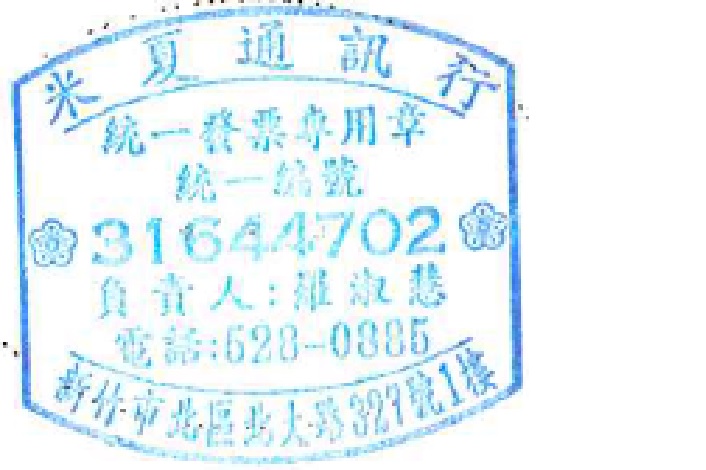 米夏通訊行
統一發票專用章
統一編號
31644702
負責人:羅淑慧
電話:528-0885
新竹市北區北大路327號1樓